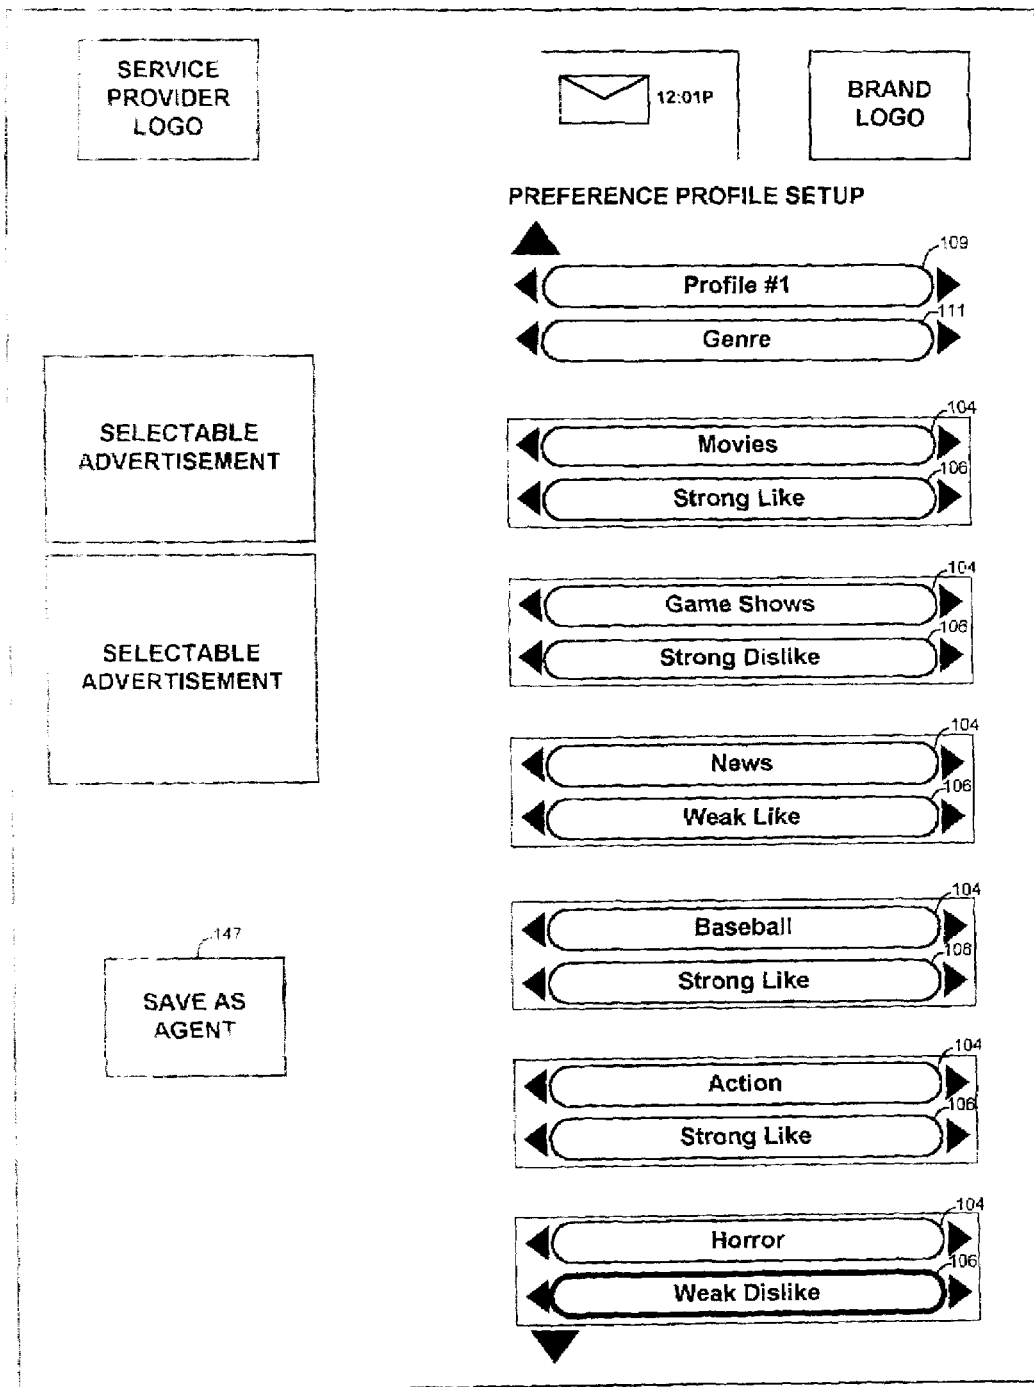 SERVICE
PROVIDER
LOGO
12:01P
BRAND
LOGO
PREFERENCE PROFILE SETUP
109
Profile #1
111
Genre
SELECTABLE
ADVERTISEMENT
104
Movies
106
Strong Like
SELECTABLE
ADVERTISEMENT
104
Game Shows
106
Strong Dislike
104
News
106
Weak Like
147
SAVE AS
AGENT
104
Baseball
106
Strong Like
104
Action
106
Strong Like
104
Horror
106
Weak Dislike